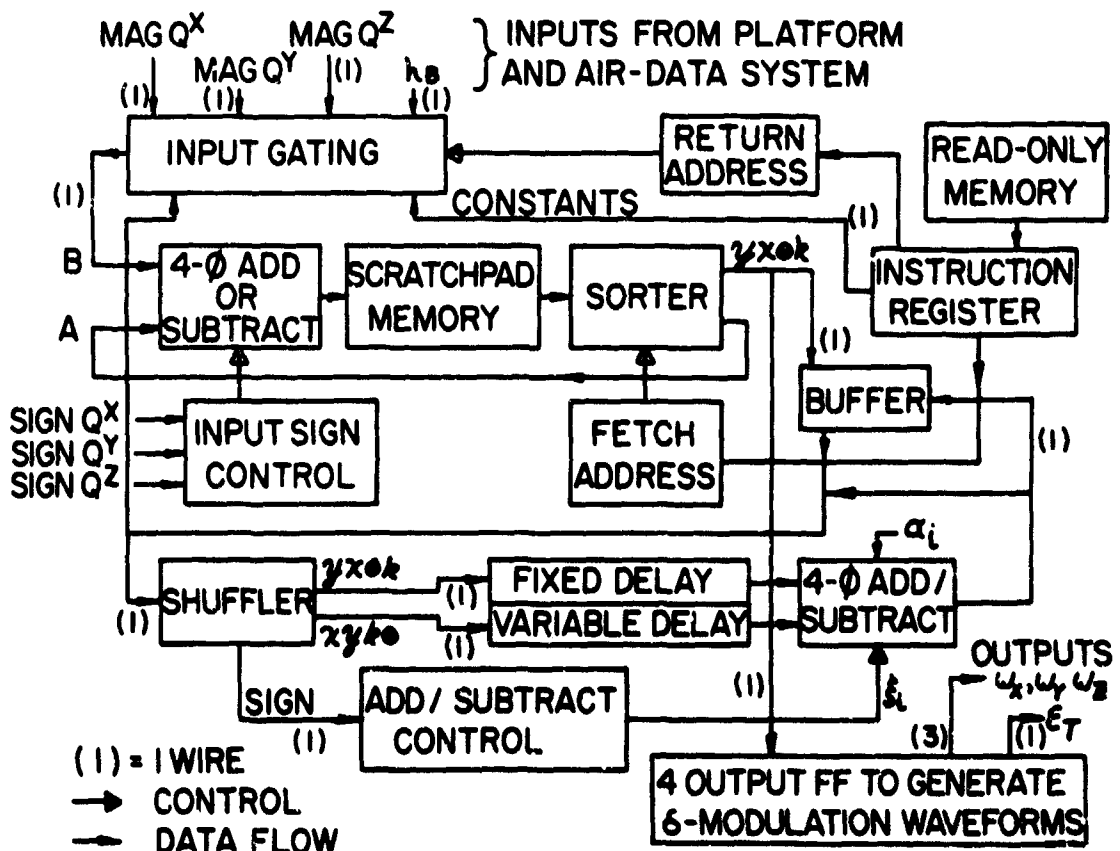 MAG Q^X
MAG Q^Y
MAG Q^Z
h_B
INPUTS FROM PLATFORM
AND AIR-DATA SYSTEM
(1)
(1)
(1)
(1)
INPUT GATING
RETURN
ADDRESS
READ-ONLY
MEMORY
(1)
CONSTANTS
(1)
B
4-φ ADD
OR
SUBTRACT
SCRATCHPAD
MEMORY
SORTER
yxθk
INSTRUCTION
REGISTER
A
(1)
BUFFER
SIGN Q^X
SIGN Q^Y
SIGN Q^Z
INPUT SIGN
CONTROL
FETCH
ADDRESS
(1)
α_i
(1)
SHUFFLER
yxθk
xykθ
(1)
(1)
FIXED DELAY
VARIABLE DELAY
4-φ ADD/
SUBTRACT
SIGN
(1)
ADD/SUBTRACT
CONTROL
(1)
ξ_i
OUTPUTS
ω_X, ω_Y ω_Z
(3)
(1)
ε_T
4 OUTPUT FF TO GENERATE
δ-MODULATION WAVEFORMS
(1) = 1 WIRE
CONTROL
DATA FLOW